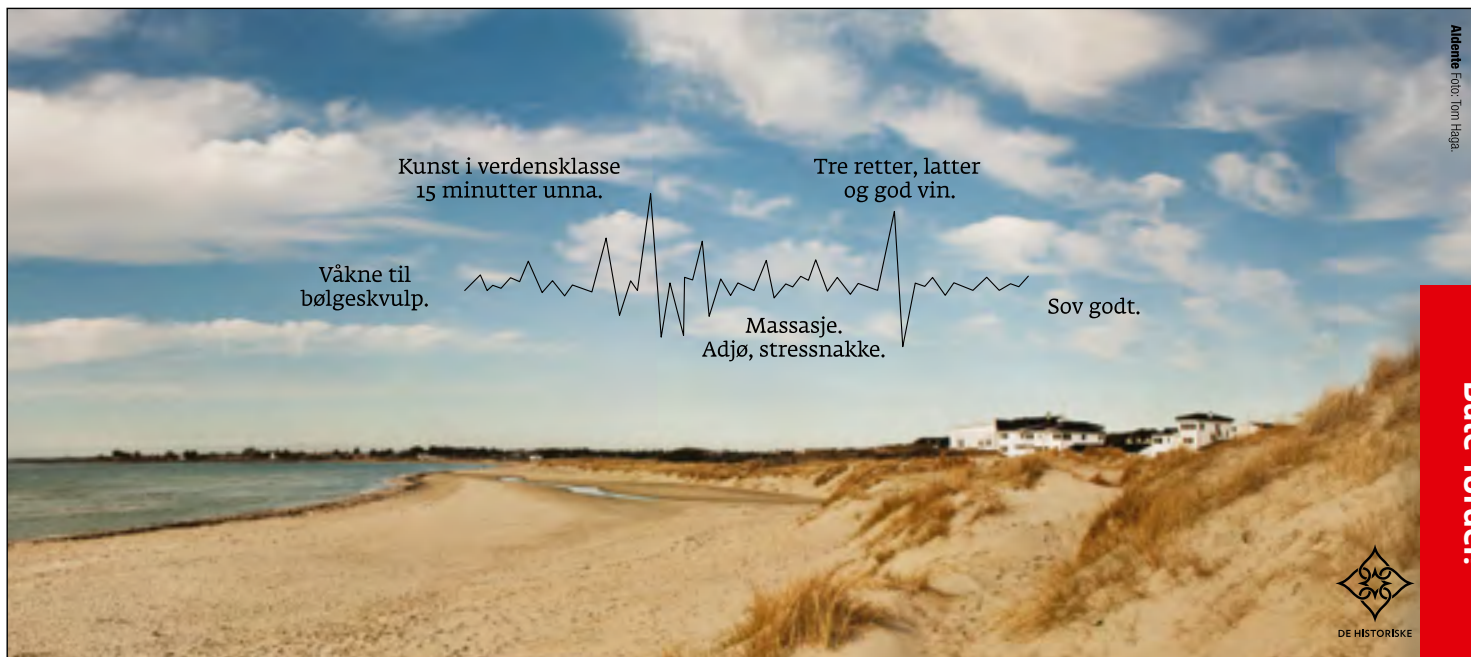 Aldente Foto: Tom Haga.
Kunst i verdensklasse
15 minutter unna.
Tre retter, latter
og god vin.
Våkne til
bølgeskvulp.
Massasje.
Adjø, stressnakke.
Sov godt.
DE HISTORISKE